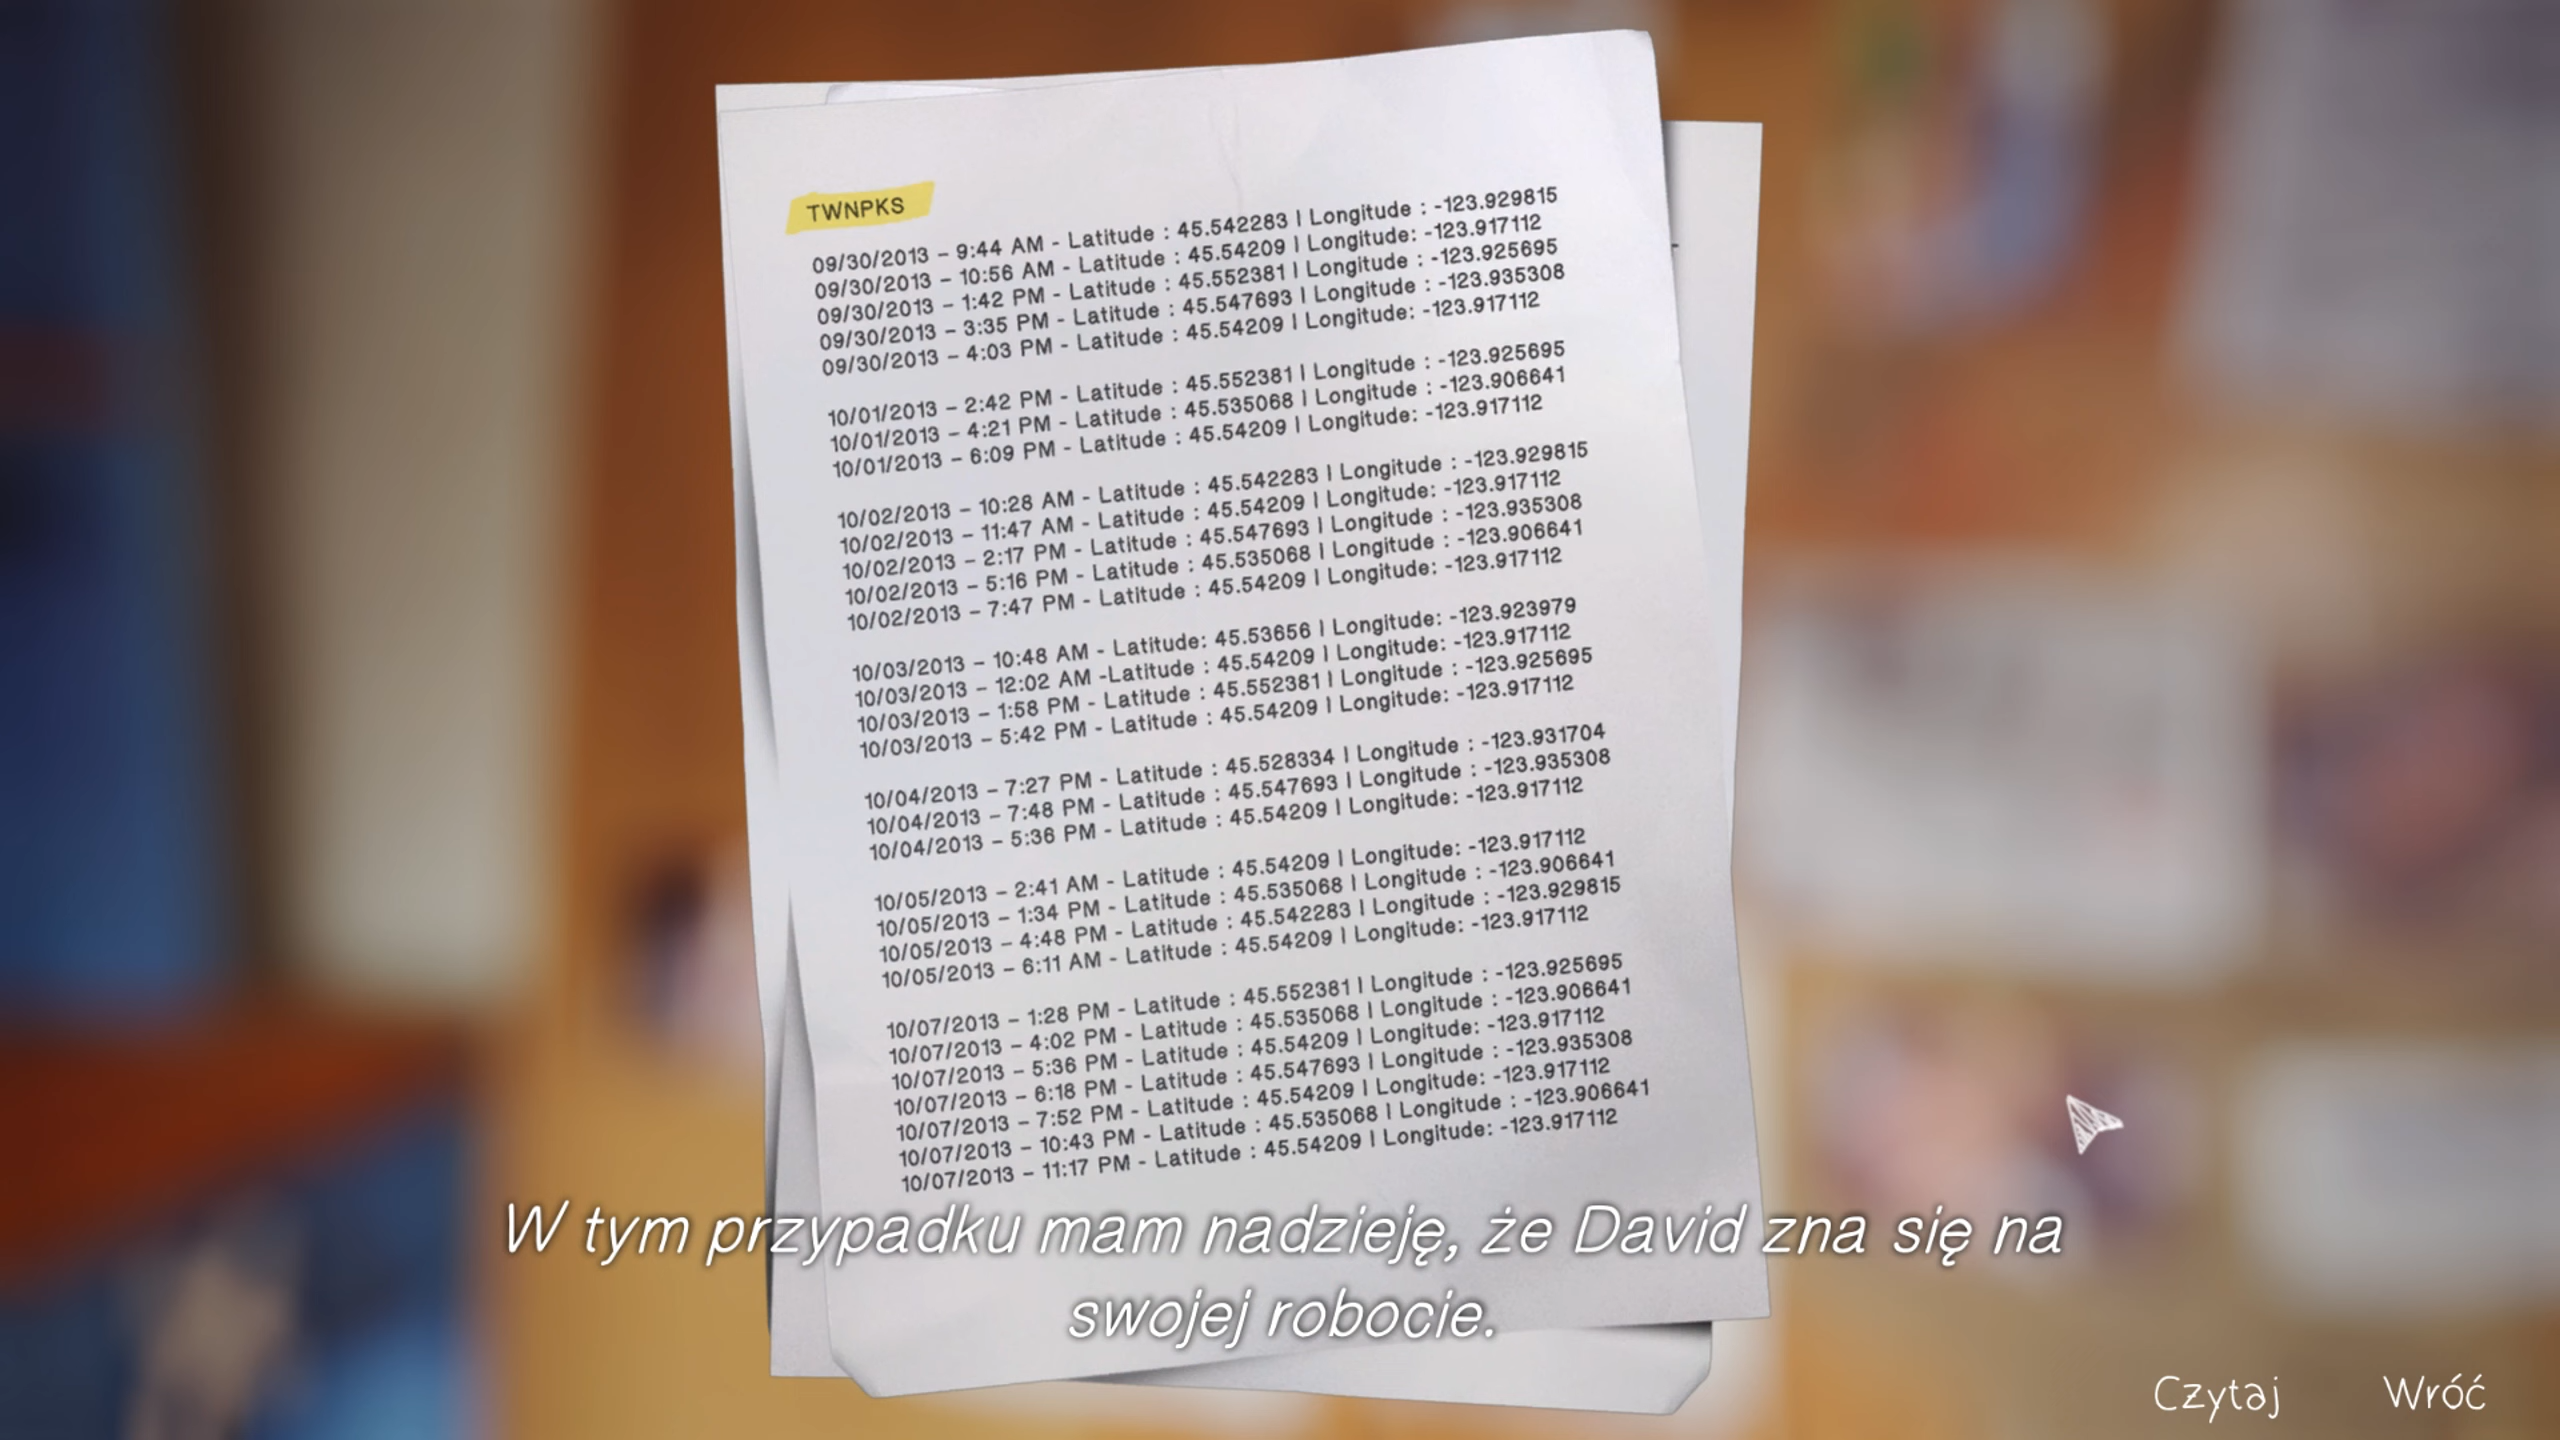 TWNPKS
09/30/2013 – 9:44 AM - Latitude : 45.542283 | Longitude : -123.929815
09/30/2013 – 10:56 AM - Latitude : 45.54209 | Longitude: -123.917112
09/30/2013 – 1:42 PM - Latitude : 45.552381 | Longitude : -123.925695
09/30/2013 – 3:35 PM - Latitude : 45.547693 | Longitude : -123.935308
09/30/2013 – 4:03 PM - Latitude : 45.54209 | Longitude: -123.917112
10/01/2013 – 2:42 PM - Latitude : 45.552381 | Longitude : -123.925695
10/01/2013 – 4:21 PM - Latitude : 45.535068 | Longitude : -123.906641
10/01/2013 – 6:09 PM - Latitude : 45.54209 | Longitude: -123.917112
10/02/2013 – 10:28 AM - Latitude : 45.542283 | Longitude : -123.929815
10/02/2013 – 11:47 AM - Latitude : 45.54209 | Longitude: -123.917112
10/02/2013 – 2:17 PM - Latitude : 45.547693 | Longitude : -123.935308
10/02/2013 – 5:16 PM - Latitude : 45.535068 | Longitude : -123.906641
10/02/2013 – 7:47 PM - Latitude : 45.54209 | Longitude: -123.917112
10/03/2013 – 10:48 AM - Latitude: 45.53656 | Longitude: -123.923979
10/03/2013 – 12:02 AM -Latitude : 45.54209 | Longitude: -123.917112
10/03/2013 – 1:58 PM - Latitude : 45.552381 | Longitude : -123.925695
10/03/2013 – 5:42 PM - Latitude : 45.54209 | Longitude: -123.917112
10/04/2013 – 7:27 PM - Latitude : 45.528334 | Longitude : -123.931704
10/04/2013 – 7:48 PM - Latitude : 45.547693 | Longitude : -123.935308
10/04/2013 – 5:36 PM - Latitude : 45.54209 | Longitude: -123.917112
10/05/2013 – 2:41 AM - Latitude : 45.54209 | Longitude: -123.917112
10/05/2013 – 1:34 PM - Latitude : 45.535068 | Longitude : -123.906641
10/05/2013 – 4:48 PM - Latitude : 45.542283 | Longitude : -123.929815
10/05/2013 – 6:11 AM - Latitude : 45.54209 | Longitude: -123.917112
10/07/2013 – 1:28 PM - Latitude : 45.552381 | Longitude : -123.925695
10/07/2013 – 4:02 PM - Latitude : 45.535068 | Longitude : -123.906641
10/07/2013 – 5:36 PM - Latitude : 45.54209 | Longitude: -123.917112
10/07/2013 – 6:18 PM - Latitude : 45.547693 | Longitude : -123.935308
10/07/2013 – 7:52 PM - Latitude : 45.54209 | Longitude: -123.917112
10/07/2013 – 10:43 PM - Latitude : 45.535068 | Longitude : -123.906641
10/07/2013 – 11:17 PM - Latitude : 45.54209 | Longitude: -123.917112
W tym przypadku mam nadzieję, że David zna się na
swojej robocie.
Czytaj
Wróć